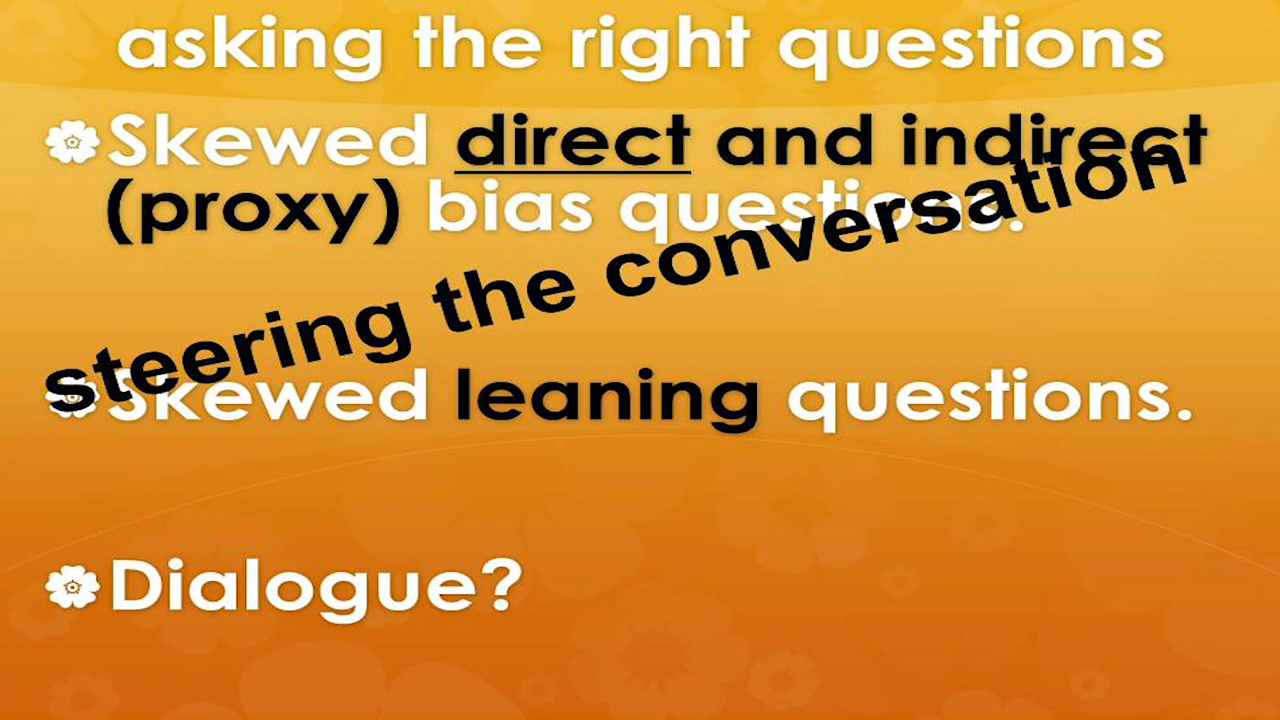 asking the right questions
Skewed direct and indirect
(proxy) bias questions.
steering the conversation
Skewed leaning questions.
Dialogue?